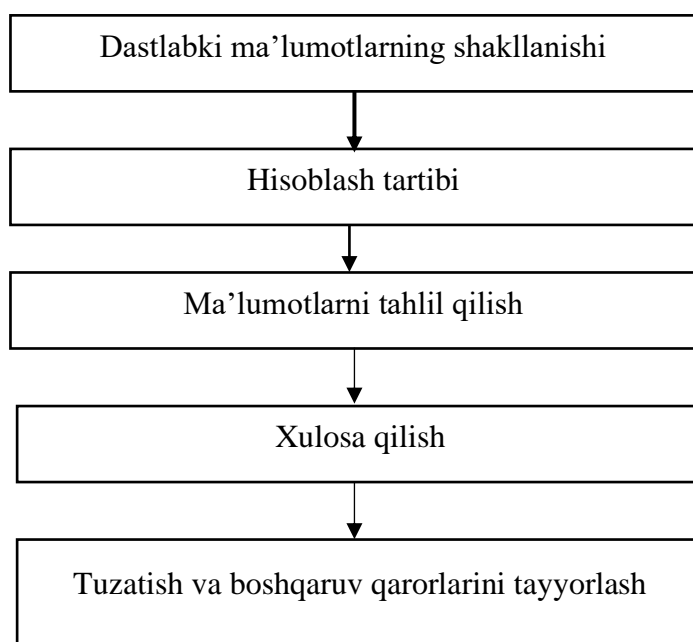 Dastlabki ma’lumotlarning shakllanishi
Hisoblash tartibi
Ma’lumotlarni tahlil qilish
Xulosa qilish
Tuzatish va boshqaruv qarorlarini tayyorlash